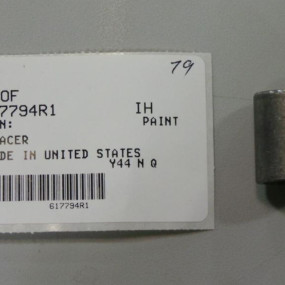 79
OF
7794R1 IH
N: PAINT
ACER
DE IN UNITED STATES
Y44 N Q
617794R1